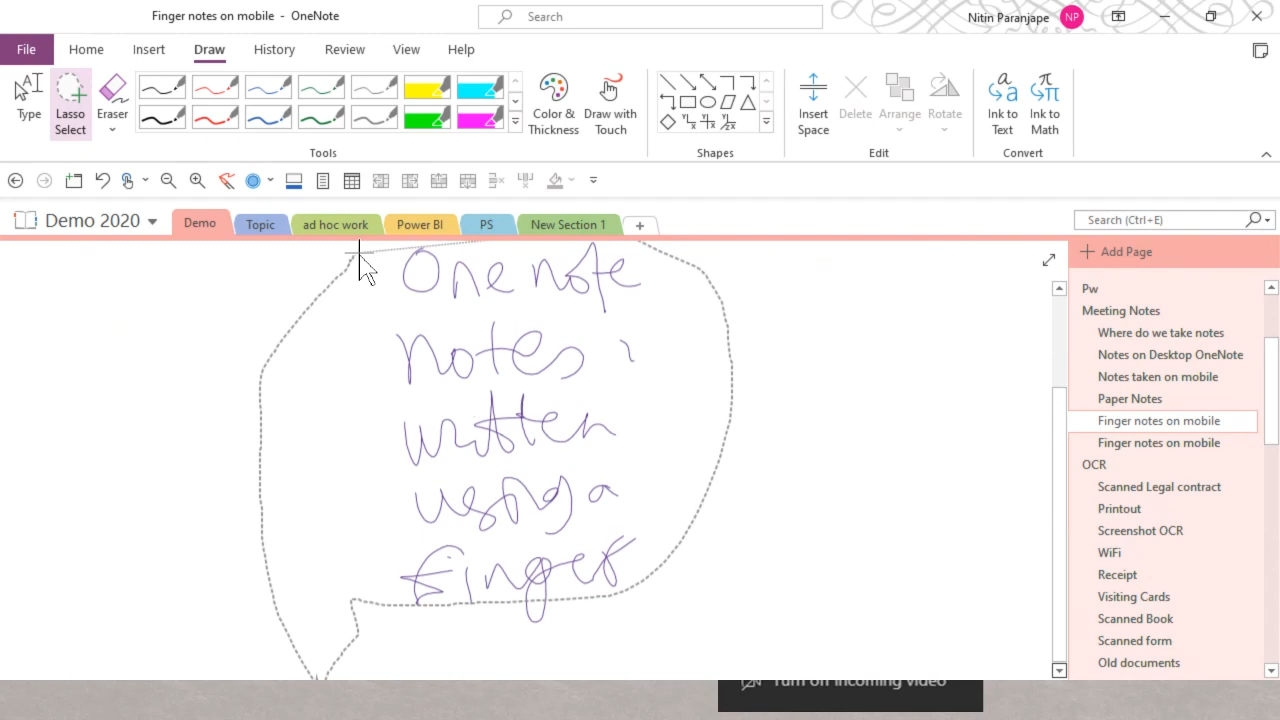 Finger notes on mobile - OneNote
Search
Nitin Paranjape NP
File Home Insert Draw History Review View Help
Type
Lasso Select
Eraser
Color & Thickness
Draw with Touch
Insert Space
Delete
Arrange
Rotate
Ink to Text
Ink to Math
Tools Shapes Edit Convert
Demo 2020
Demo Topic ad hoc work Power BI PS New Section 1
Search (Ctrl+E)
Add Page
Pw
Meeting Notes
Where do we take notes
Notes on Desktop OneNote
Notes taken on mobile
Paper Notes
Finger notes on mobile
Finger notes on mobile
OCR
Scanned Legal contract
Printout
Screenshot OCR
WiFi
Receipt
Visiting Cards
Scanned Book
Scanned form
Old documents
One note
notes
written
using a
finger
Turn on incoming video